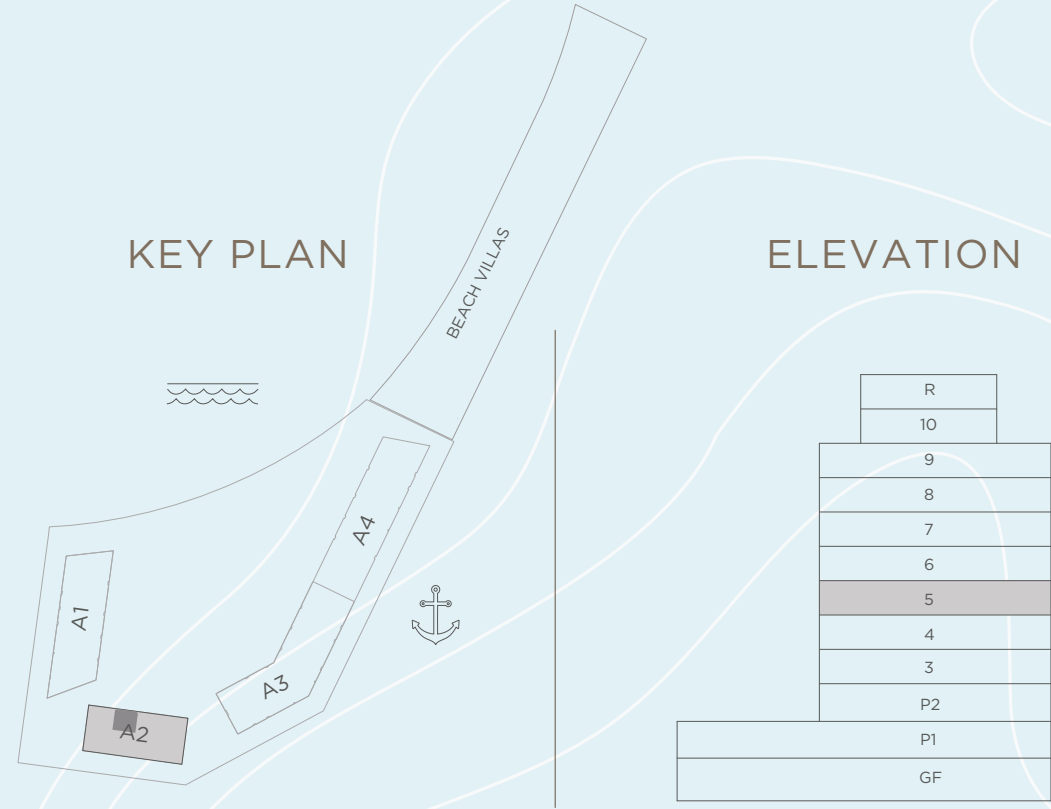 KEY PLAN
ELEVATION
BEACH VILLAS
A4
A1
A3
A2
R
10
9
8
7
6
5
4
3
P2
P1
GF